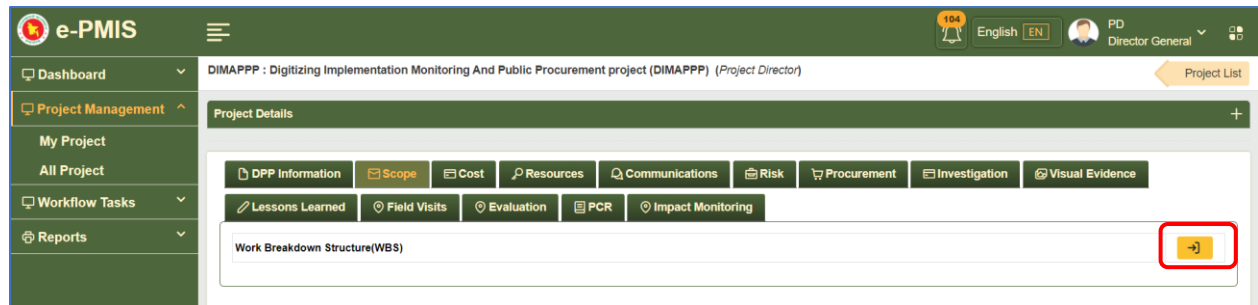 e-PMIS
104
English EN
PD
Director General
Dashboard
DIMAPPP : Digitizing Implementation Monitoring And Public Procurement project (DIMAPPP) (Project Director)
Project List
Project Management
Project Details
My Project
All Project
DPP Information Scope Cost Resources Communications Risk Procurement Investigation Visual Evidence
Workflow Tasks
Lessons Learned Field Visits Evaluation PCR Impact Monitoring
Reports
Work Breakdown Structure(WBS)